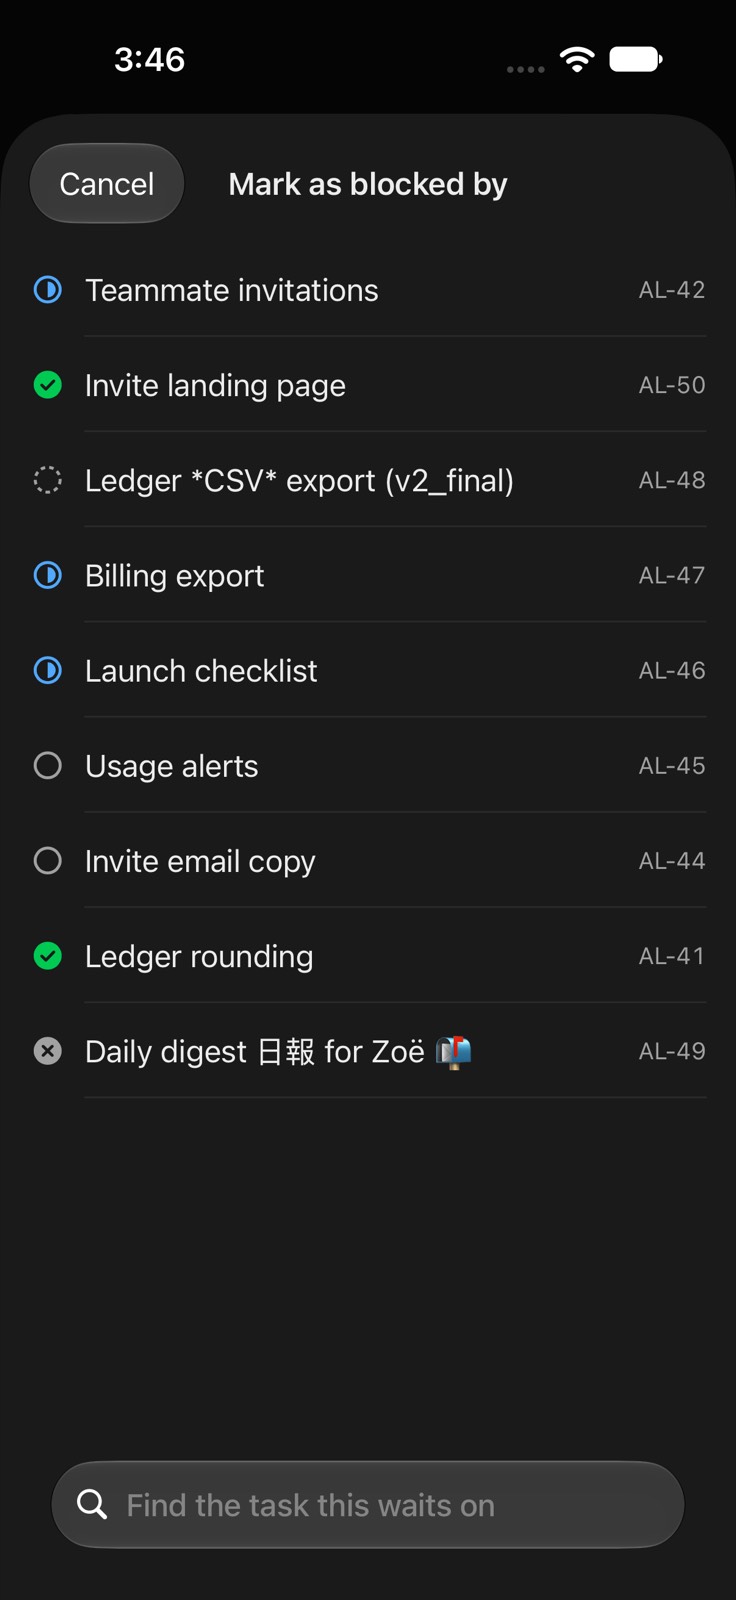 3:46
Cancel
Mark as blocked by
Teammate invitations AL-42
Invite landing page AL-50
Ledger *CSV* export (v2_final) AL-48
Billing export AL-47
Launch checklist AL-46
Usage alerts AL-45
Invite email copy AL-44
Ledger rounding AL-41
Daily digest 日報 for Zoë 📬 AL-49
Find the task this waits on